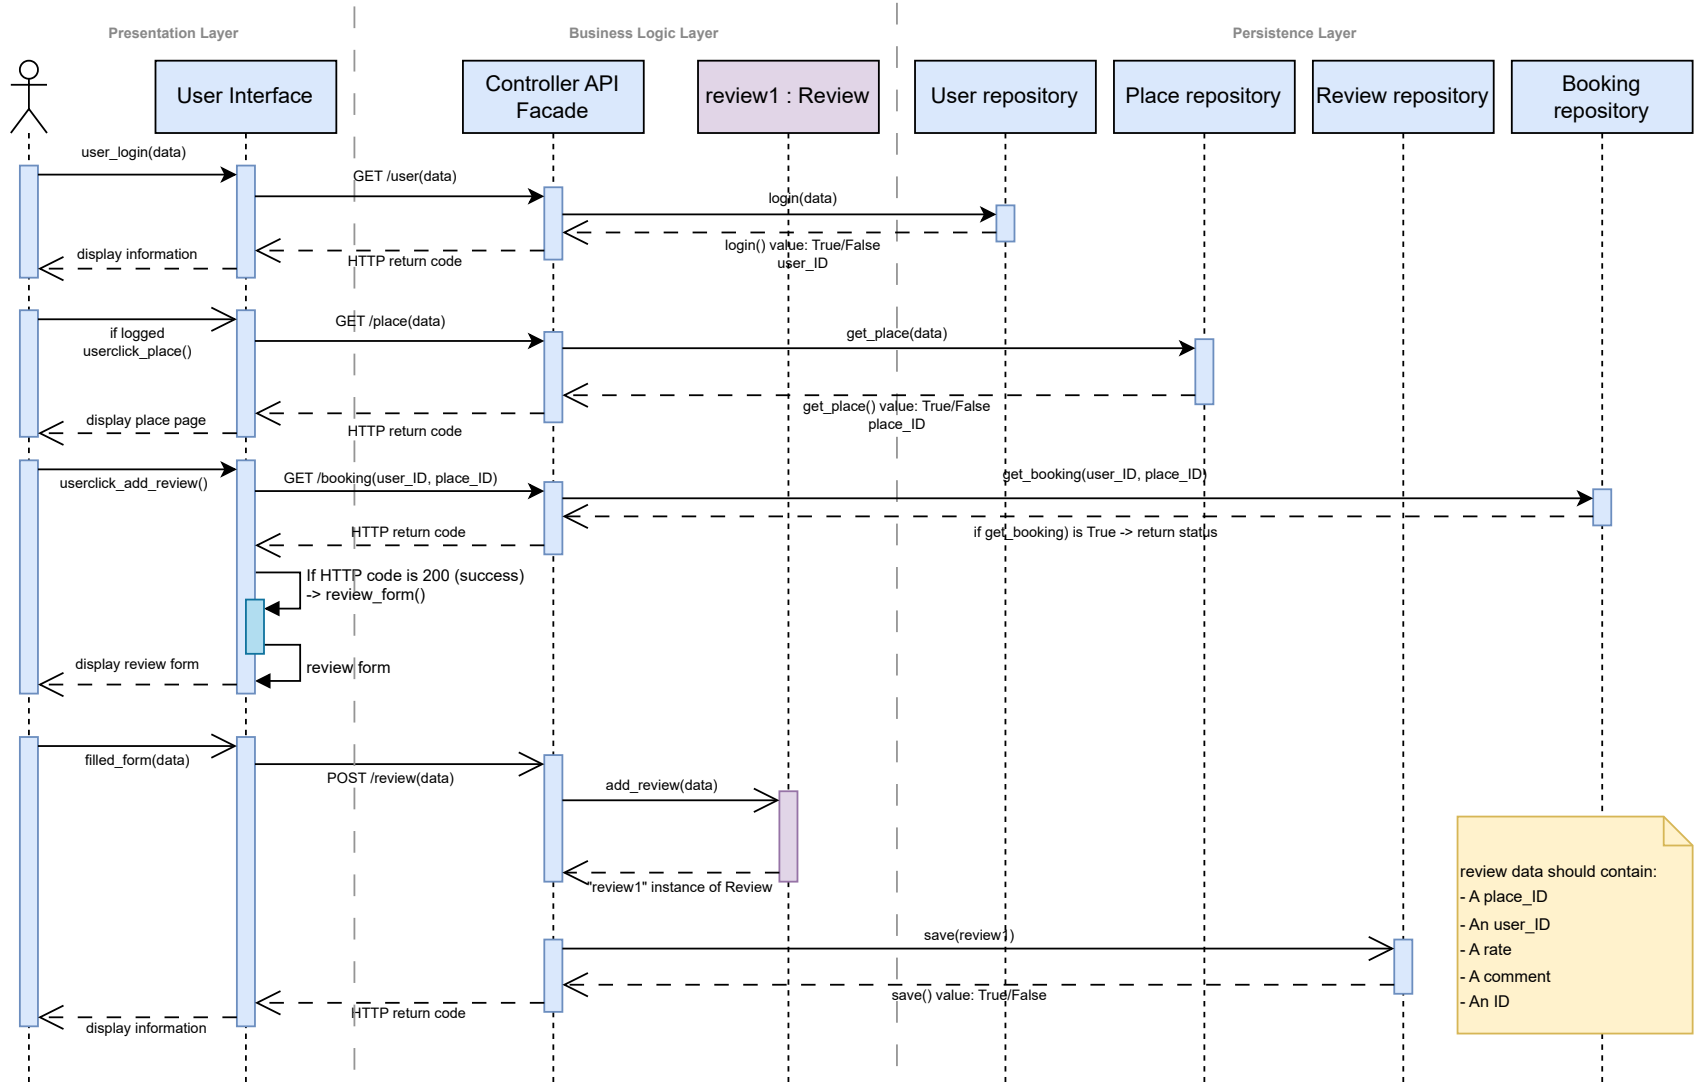 Presentation Layer
Business Logic Layer
Persistence Layer
User Interface
Controller API
Facade
review1 : Review
User repository
Place repository
Review repository
Booking
repository
user_login(data)
GET /user(data)
login(data)
login() value: True/False
user_ID
HTTP return code
display information
if logged
userclick_place()
GET /place(data)
get_place(data)
get_place() value: True/False
place_ID
HTTP return code
display place page
userclick_add_review()
GET /booking(user_ID, place_ID)
get_booking(user_ID, place_ID)
if get_booking) is True -> return status
HTTP return code
If HTTP code is 200 (success)
-> review_form()
review form
display review form
filled_form(data)
POST /review(data)
add_review(data)
"review1" instance of Review
save(review1)
save() value: True/False
HTTP return code
display information
review data should contain:
- A place_ID
- An user_ID
- A rate
- A comment
- An ID